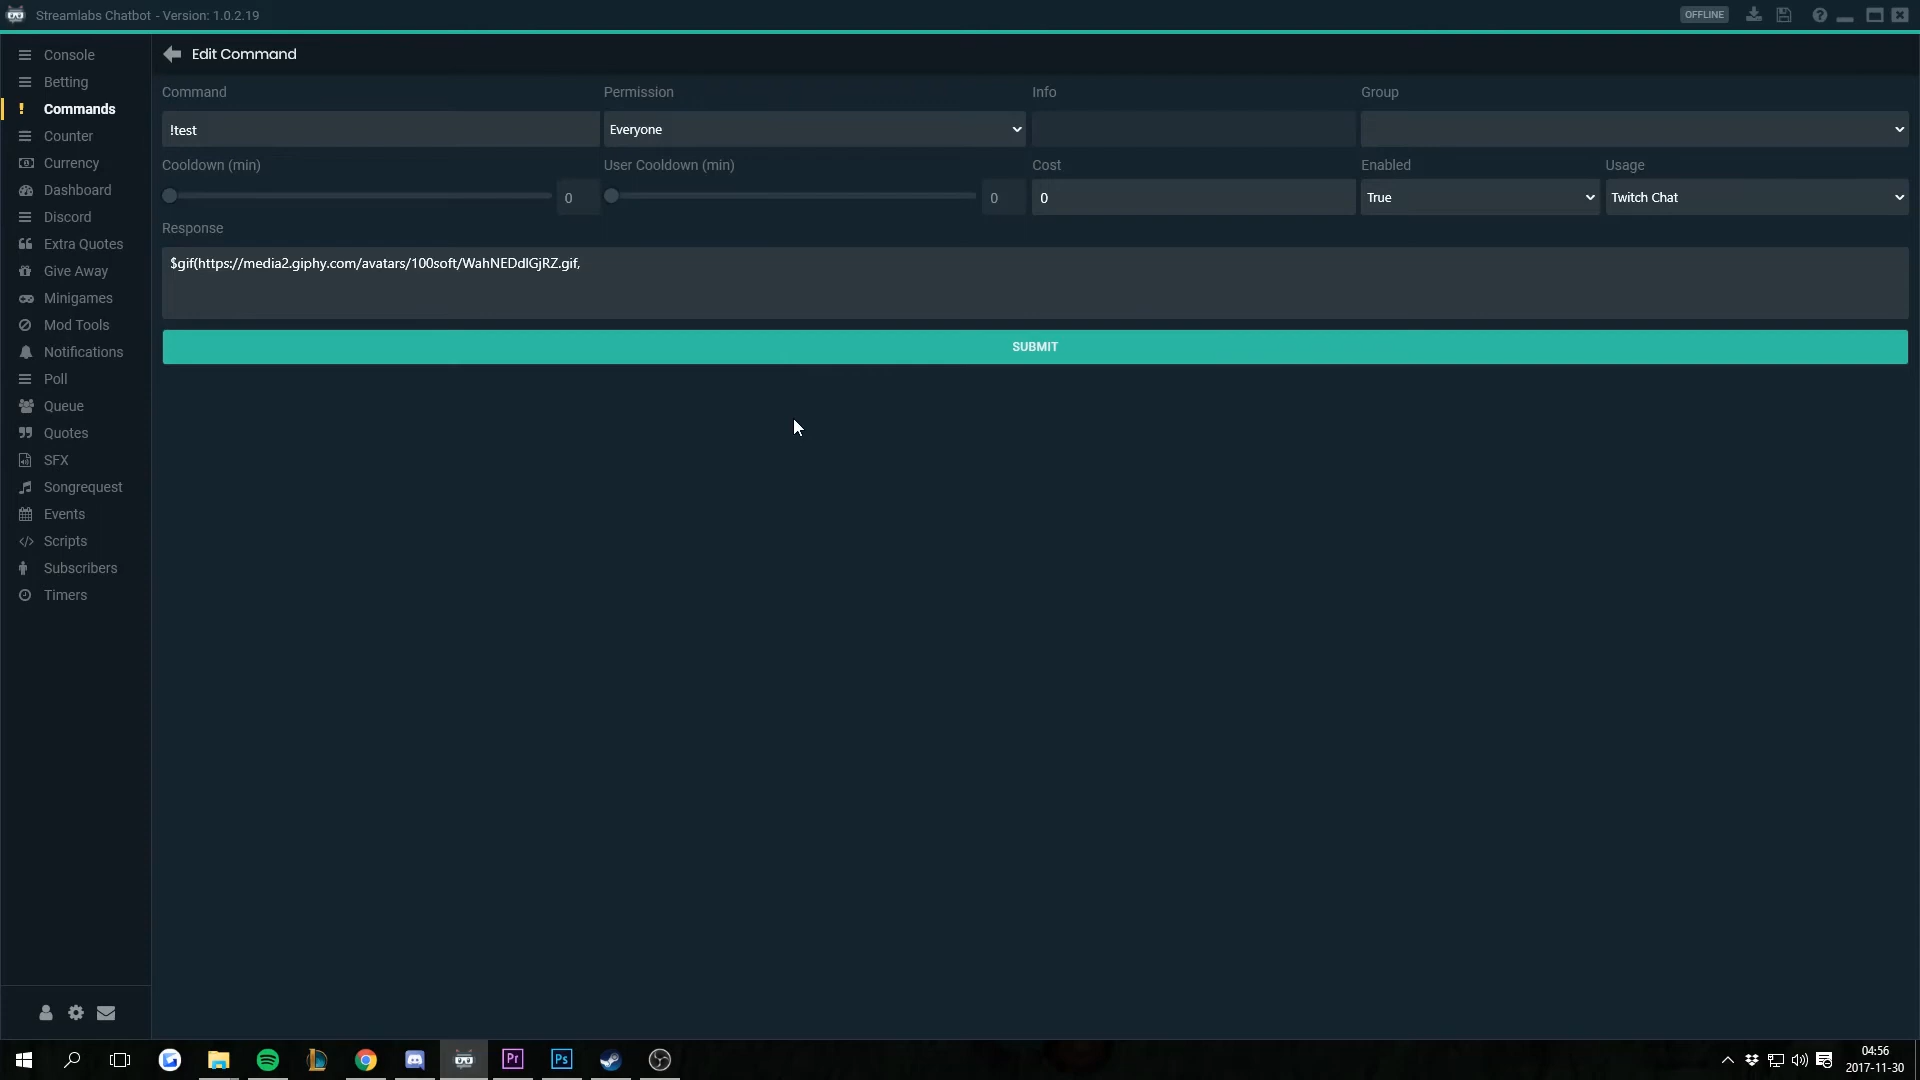 Streamlabs Chatbot - Version: 1.0.2.19
OFFLINE
Console
Betting
Commands
Counter
Currency
Dashboard
Discord
Extra Quotes
Give Away
Minigames
Mod Tools
Notifications
Poll
Queue
Quotes
SFX
Songrequest
Events
Scripts
Subscribers
Timers
Edit Command
Command
Permission
Info
Group
!test
Everyone
Cooldown (min)
User Cooldown (min)
Cost
Enabled
Usage
0
0
0
True
Twitch Chat
Response
$gif(https://media2.giphy.com/avatars/100soft/WahNEDdlGjRZ.gif,
SUBMIT
Pr
Ps
04:56
2017-11-30